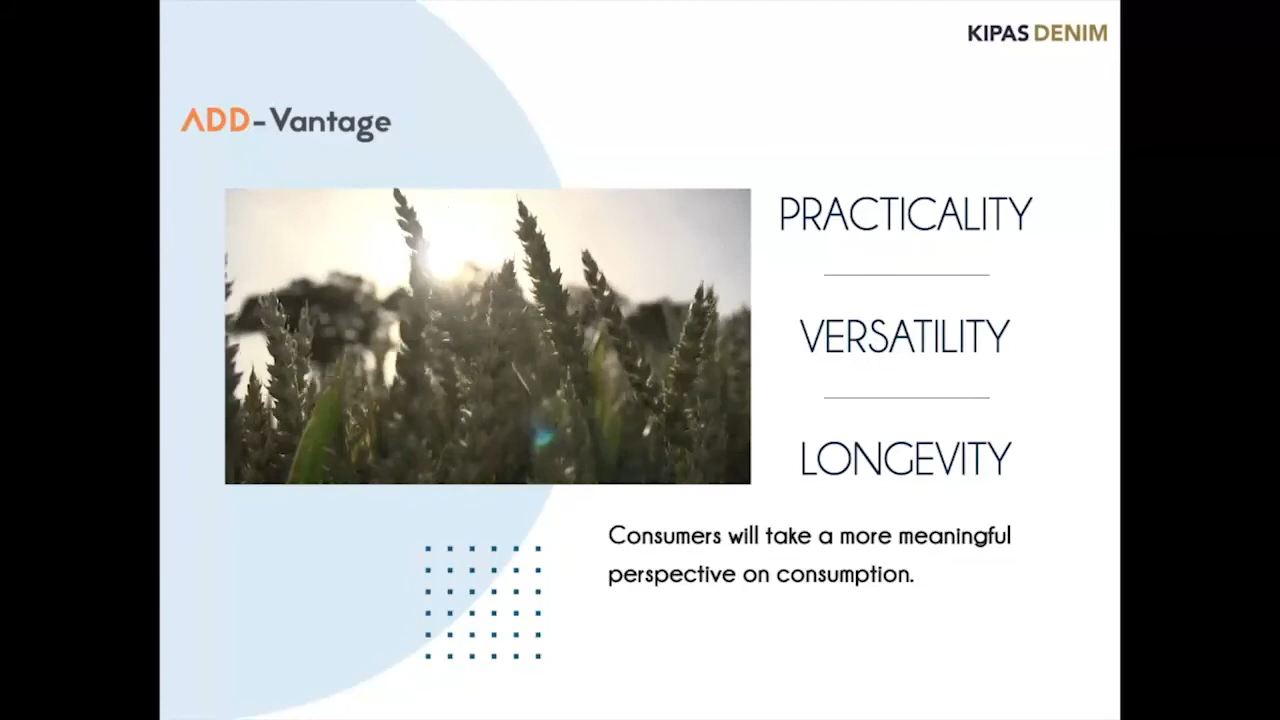 KIPAS DENIM
ADD-Vantage
PRACTICALITY
VERSATILITY
LONGEVITY
Consumers will take a more meaningful
perspective on consumption.